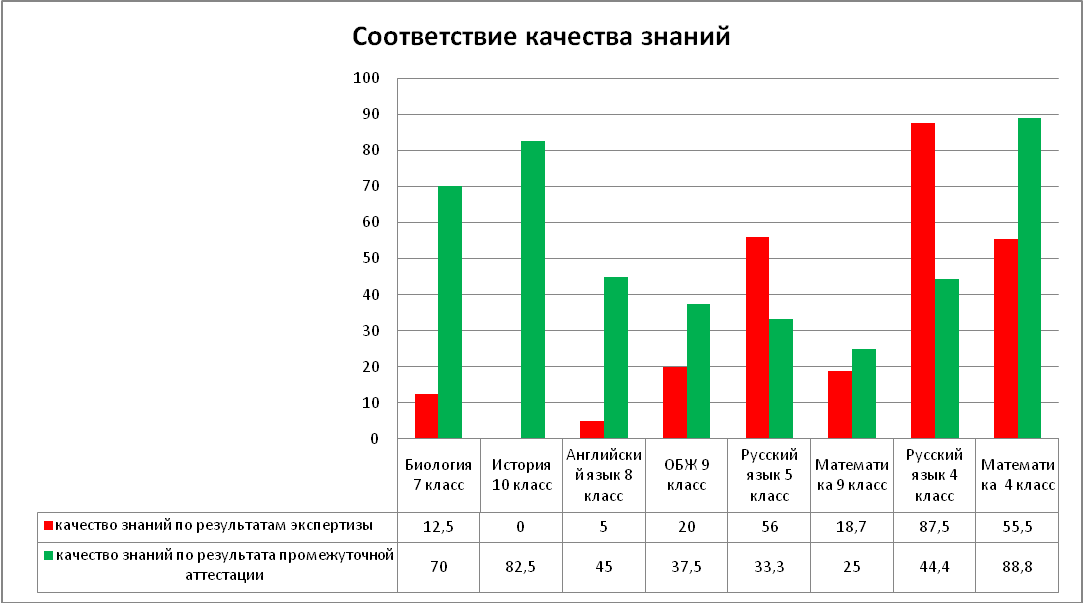 Соответствие качества знаний
100
90
80
70
60
50
40
30
20
10
0
Биология 7 класс
История 10 класс
Английски
й язык 8
класс
ОБЖ 9
класс
Русский
язык 5
класс
Математи
ка 9 класс
Русский
язык 4
класс
Математи
ка 4 класс
качество знаний по результатам экспертизы 12,5 0 5 20 56 18,7 87,5 55,5
качество знаний по результата промежуточной
аттестации 70 82,5 45 37,5 33,3 25 44,4 88,8